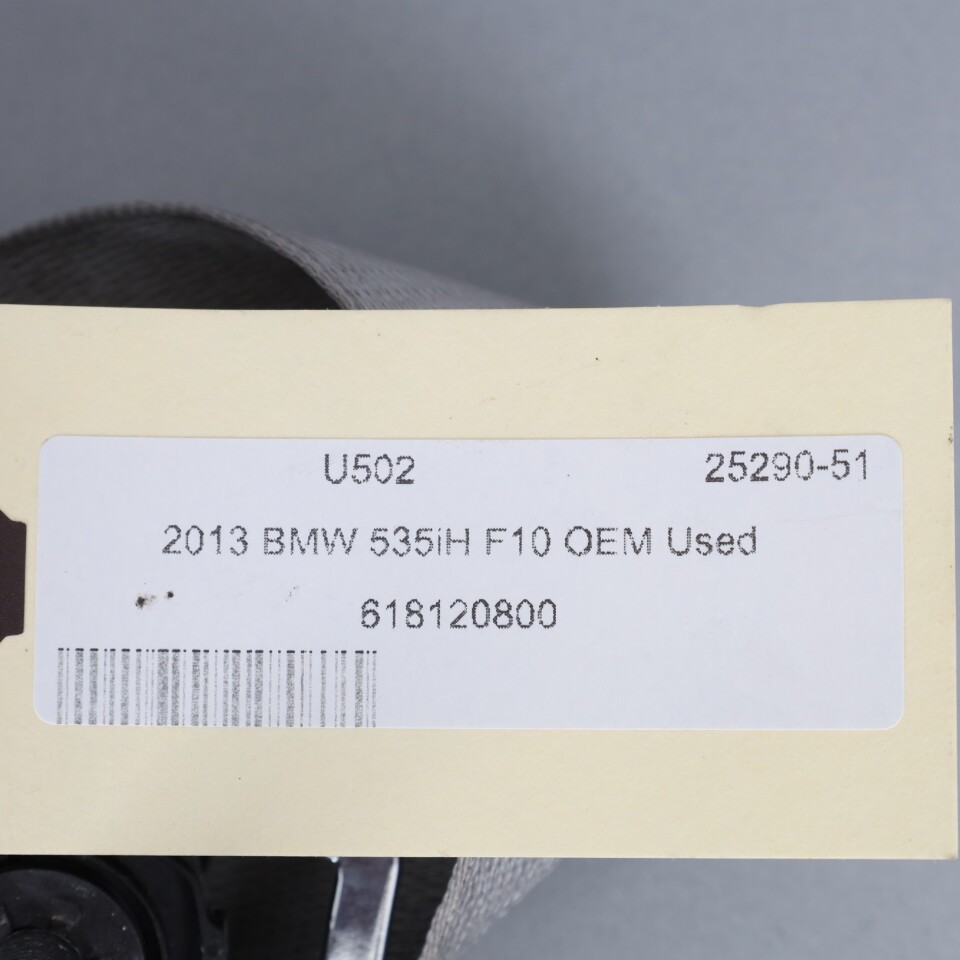 U502 25290-51
2013 BMW 535iH F10 OEM Used
618120800